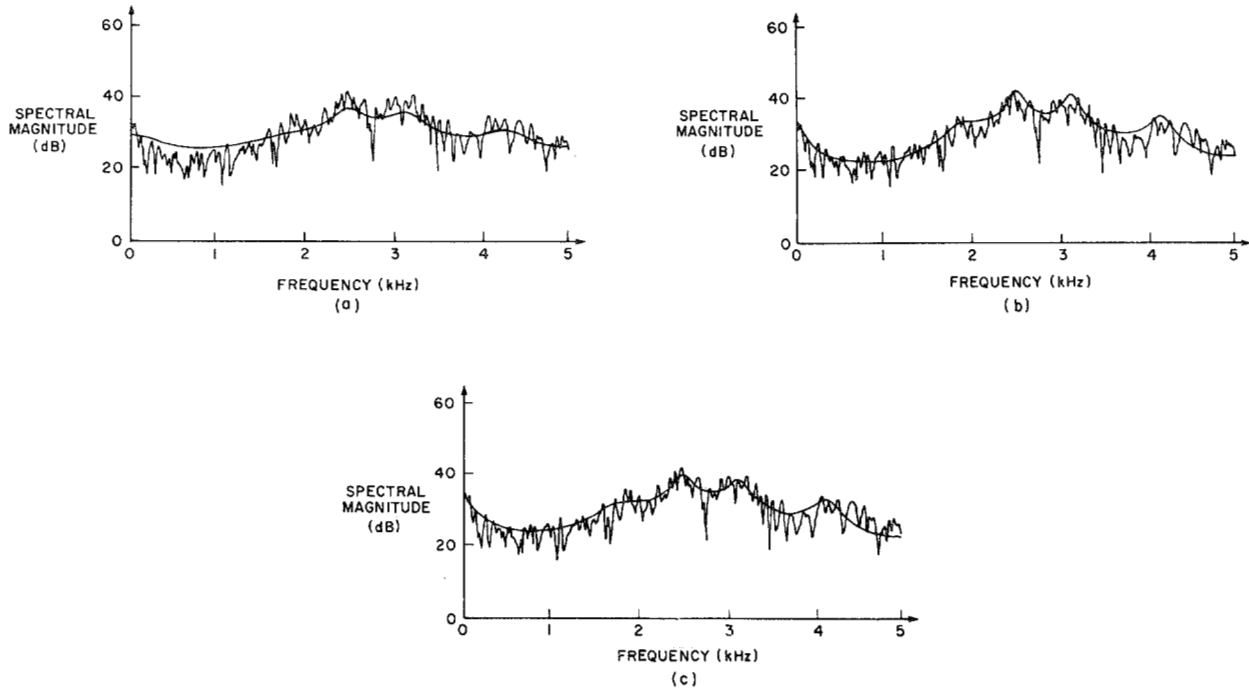 60
40
20
0
SPECTRAL
MAGNITUDE
(dB)
0 1 2 3 4 5
FREQUENCY (kHz)
(a)
60
40
20
0
SPECTRAL
MAGNITUDE
(dB)
0 1 2 3 4 5
FREQUENCY (kHz)
(b)
60
40
20
0
SPECTRAL
MAGNITUDE
(dB)
0 1 2 3 4 5
FREQUENCY (kHz)
(c)